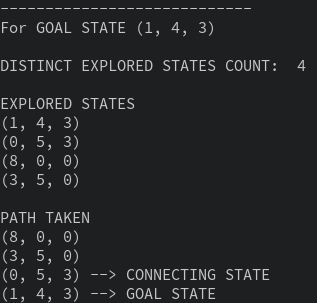 ----------------------------
For GOAL STATE (1, 4, 3)
DISTINCT EXPLORED STATES COUNT:  4
EXPLORED STATES
(1, 4, 3)
(0, 5, 3)
(8, 0, 0)
(3, 5, 0)
PATH TAKEN
(8, 0, 0)
(3, 5, 0)
(0, 5, 3) --> CONNECTING STATE
(1, 4, 3) --> GOAL STATE